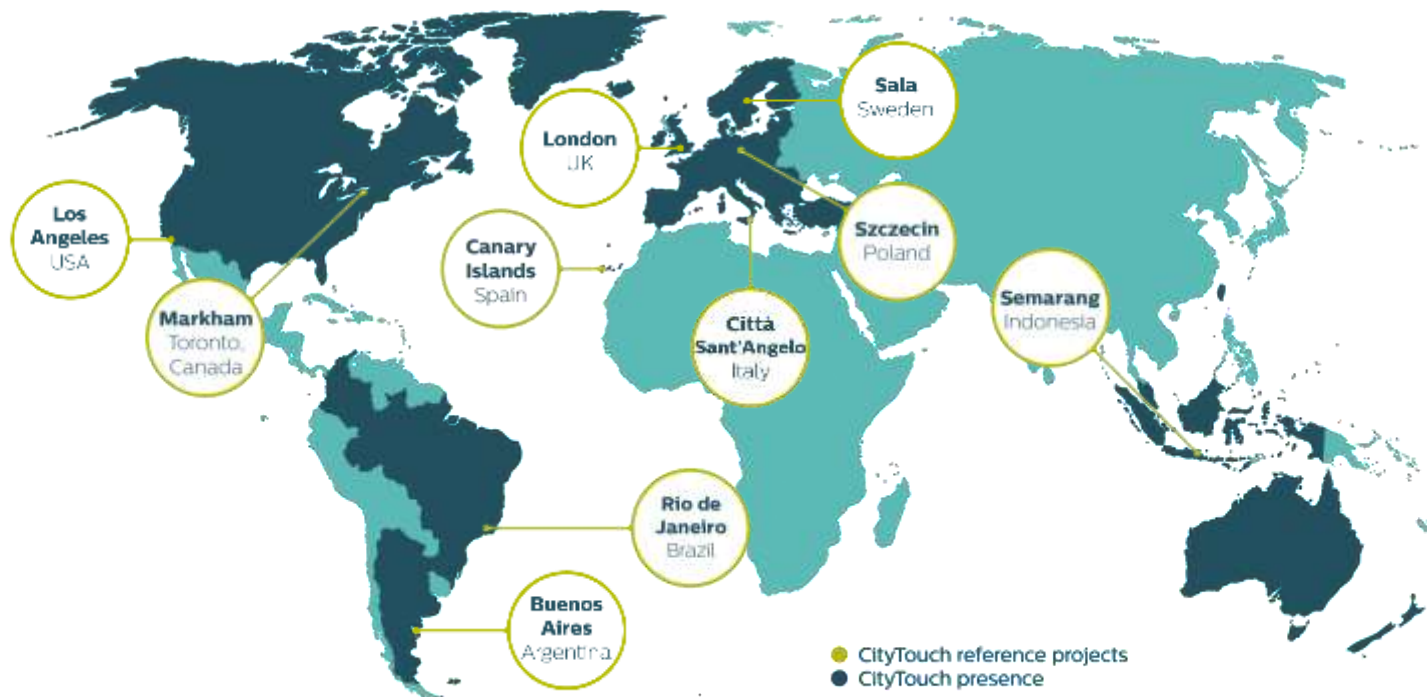 Sala
Sweden
London
UK
Los
Angeles
USA
Canary
Islands
Spain
Szczecin
Poland
Markham
Toronto,
Canada
Città
Sant'Angelo
Italy
Semarang
Indonesia
Rio de
Janeiro
Brazil
Buenos
Aires
Argentina
CityTouch reference projects
CityTouch presence